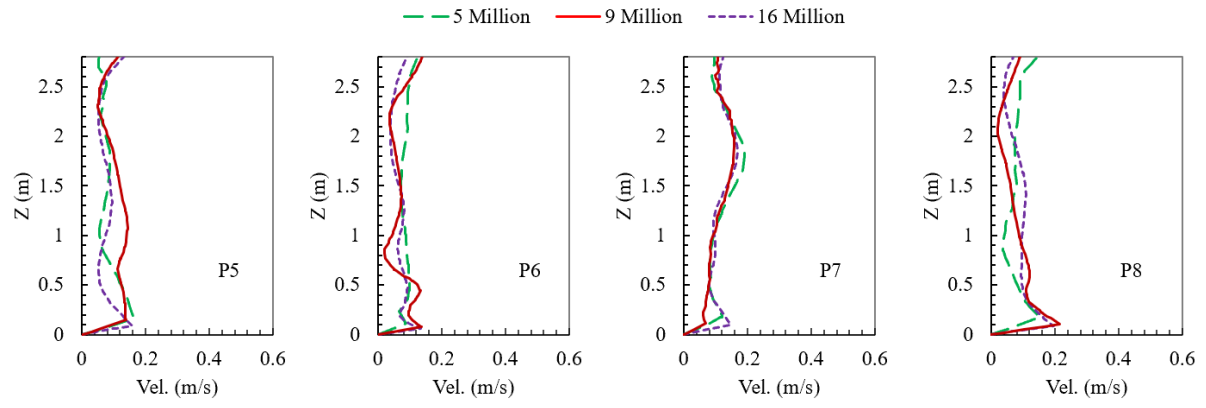 5 Million 9 Million 16 Million
2.5 2.5 2.5 2.5
2 2 2 2
Z (m) 1.5 Z (m) 1.5 Z (m) 1.5 Z (m) 1.5
1 1 1 1
P5 P6 P7 P8
0.5 0.5 0.5 0.5
0 0 0 0
0 0.2 0.4 0.6 0 0.2 0.4 0.6 0 0.2 0.4 0.6 0 0.2 0.4 0.6
Vel. (m/s) Vel. (m/s) Vel. (m/s) Vel. (m/s)